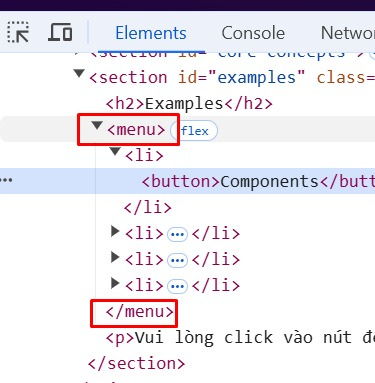 Elements Console Networ
<section id="core-concepts">
<section id="examples" class=
<h2>Examples</h2>
<menu> flex
<li>
... <button>Components</butt
</li>
<li> ... </li>
<li> ... </li>
<li> ... </li>
</menu>
<p>Vui lòng click vào nút để
</section>